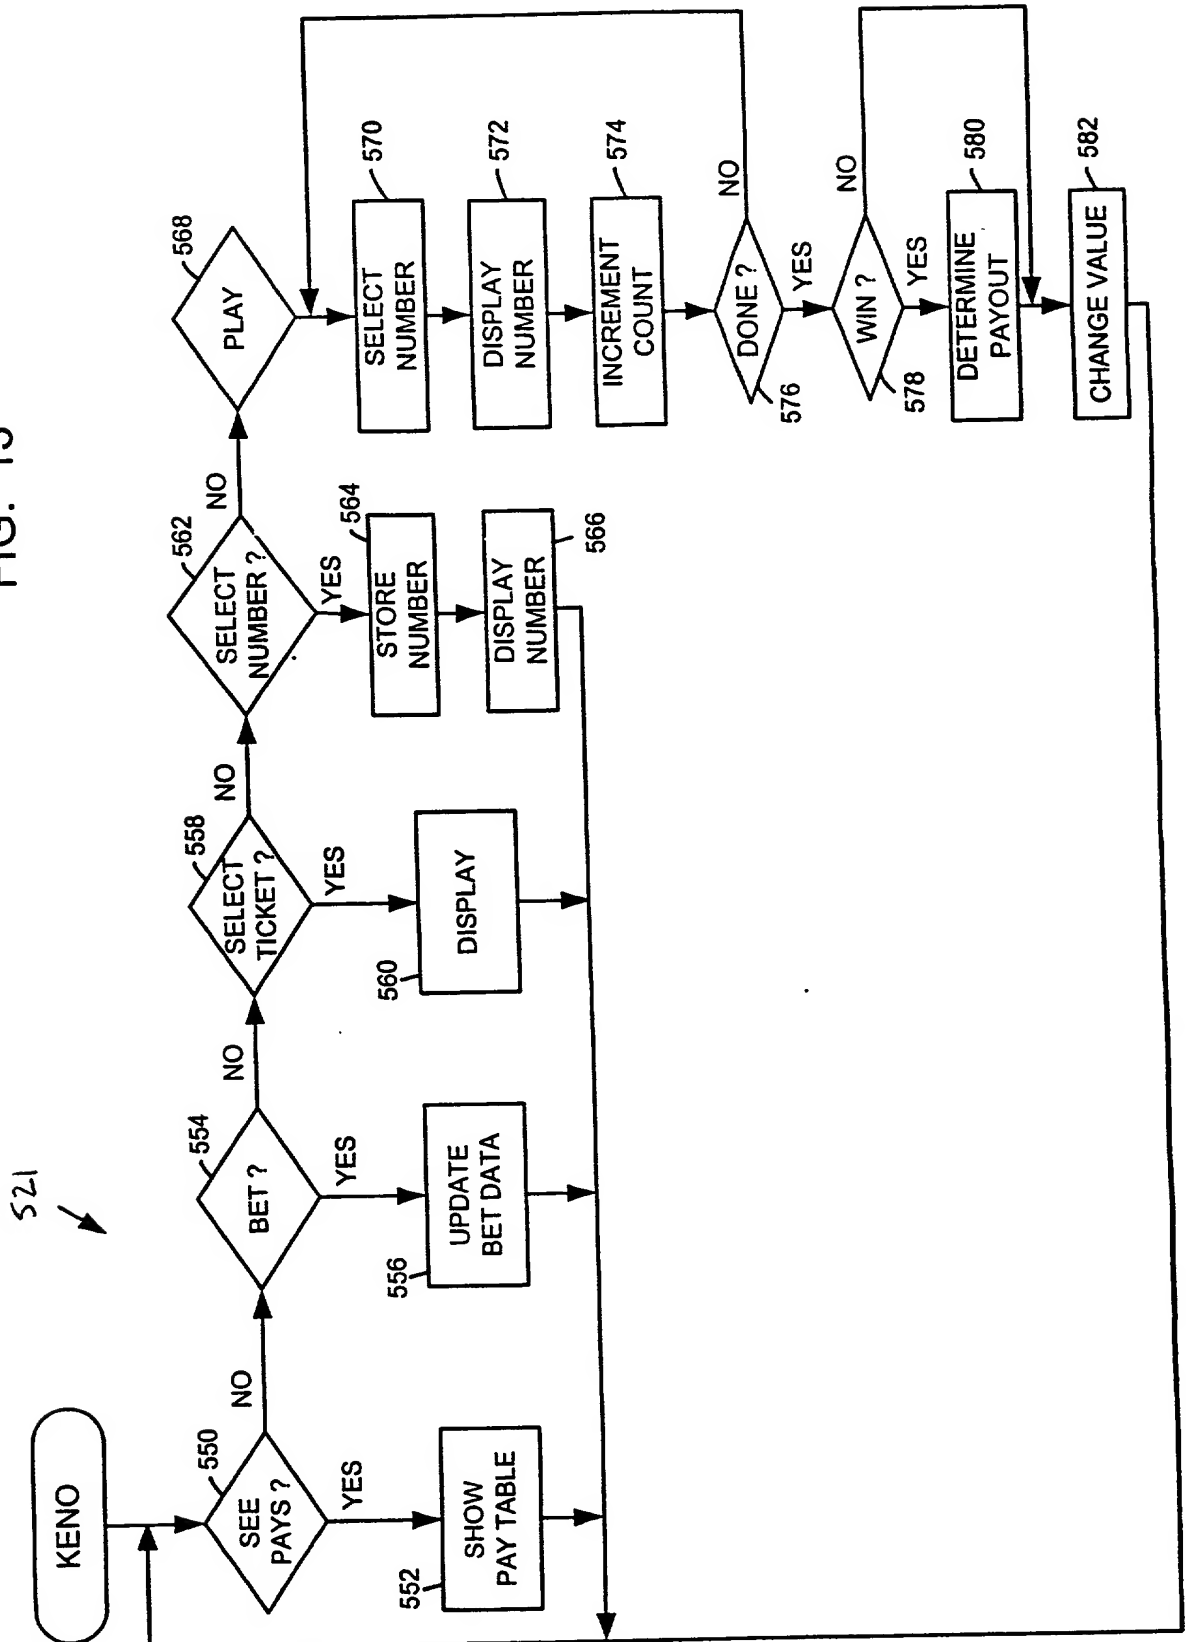 FIG. 15
521
KENO
550
SEE
PAYS ?
NO
YES
552
SHOW
PAY TABLE
554
BET ?
NO
YES
556
UPDATE
BET DATA
558
SELECT
TICKET ?
NO
YES
560
DISPLAY
562
SELECT
NUMBER ?
NO
YES
564
STORE
NUMBER
566
DISPLAY
NUMBER
568
PLAY
570
SELECT
NUMBER
572
DISPLAY
NUMBER
574
INCREMENT
COUNT
576
DONE ?
NO
YES
578
WIN ?
NO
YES
580
DETERMINE
PAYOUT
582
CHANGE VALUE